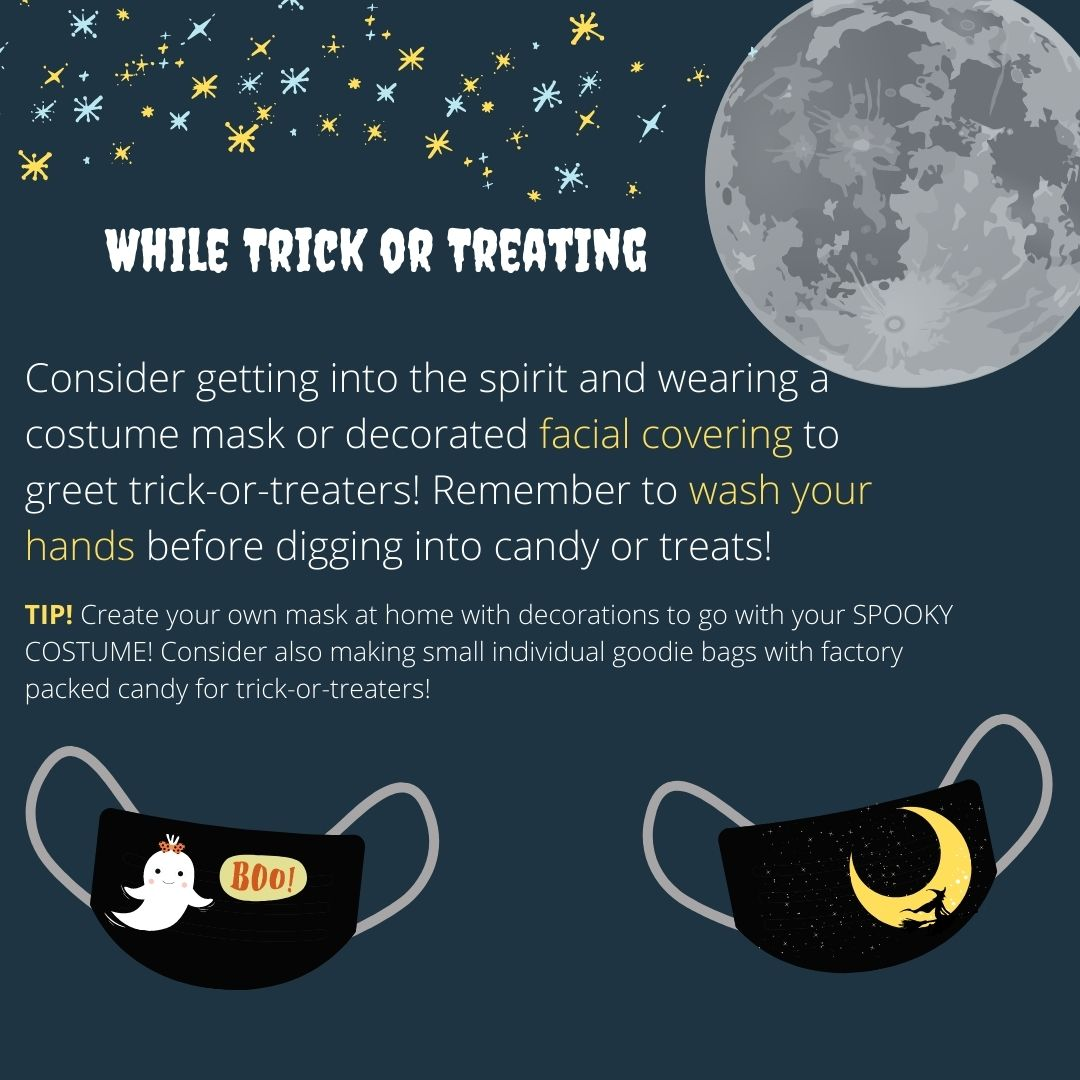 WHILE TRICK OR TREATING
Consider getting into the spirit and wearing a
costume mask or decorated facial covering to
greet trick-or-treaters! Remember to wash your
hands before digging into candy or treats!
TIP! Create your own mask at home with decorations to go with your SPOOKY
COSTUME! Consider also making small individual goodie bags with factory
packed candy for trick-or-treaters!
BOO!